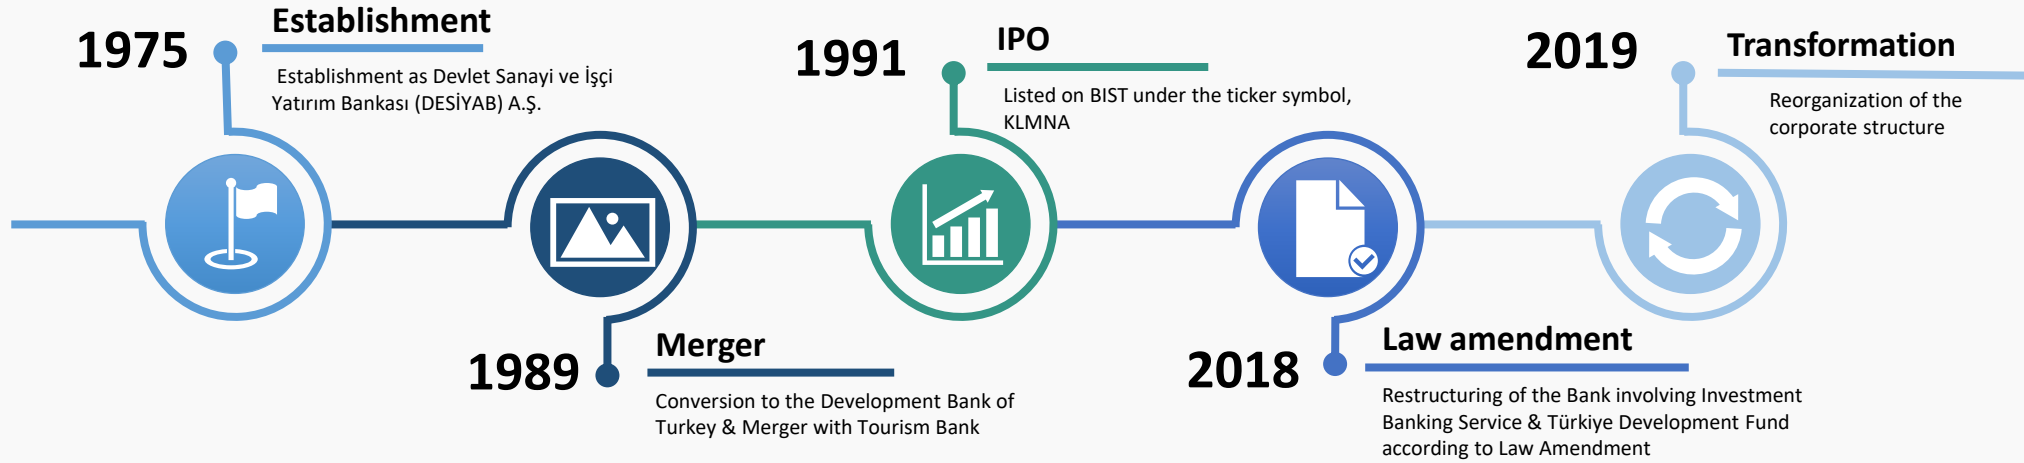 1975
Establishment
Establishment as Devlet Sanayi ve İşçi
Yatırım Bankası (DESİYAB) A.Ş.
1989
Merger
Conversion to the Development Bank of
Turkey & Merger with Tourism Bank
1991
IPO
Listed on BIST under the ticker symbol,
KLMNA
2018
Law amendment
Restructuring of the Bank involving Investment
Banking Service & Türkiye Development Fund
according to Law Amendment
2019
Transformation
Reorganization of the
corporate structure